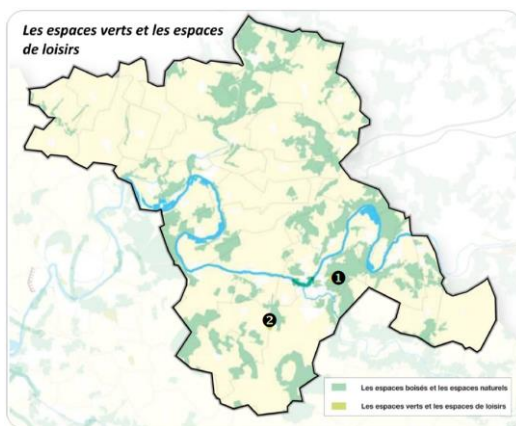 Les espaces verts et les espaces
de loisirs
1
2
Les espaces boisés et les espaces naturels
Les espaces verts et les espaces de loisirs